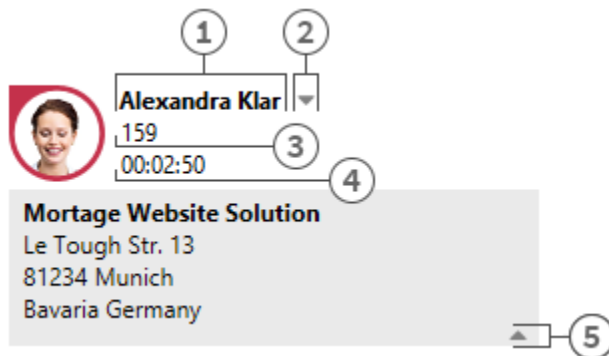 1 2
Alexandra Klar
159
3
00:02:50
4
Mortage Website Solution
Le Tough Str. 13
81234 Munich
Bavaria Germany
5